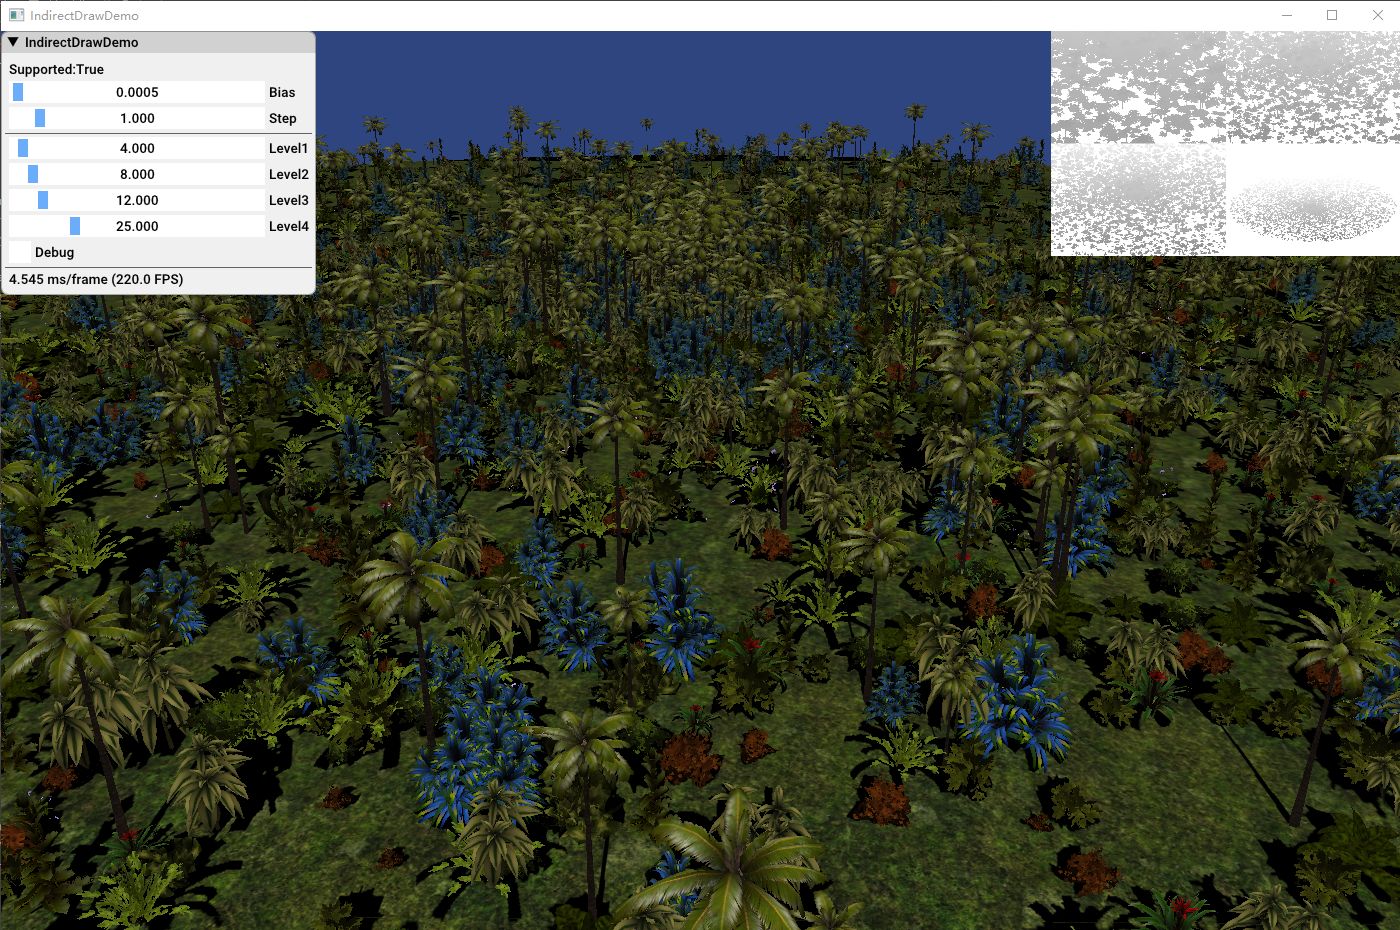 IndirectDrawDemo
IndirectDrawDemo
Supported:True
0.0005 Bias
1.000 Step
4.000 Level1
8.000 Level2
12.000 Level3
25.000 Level4
Debug
4.545 ms/frame (220.0 FPS)